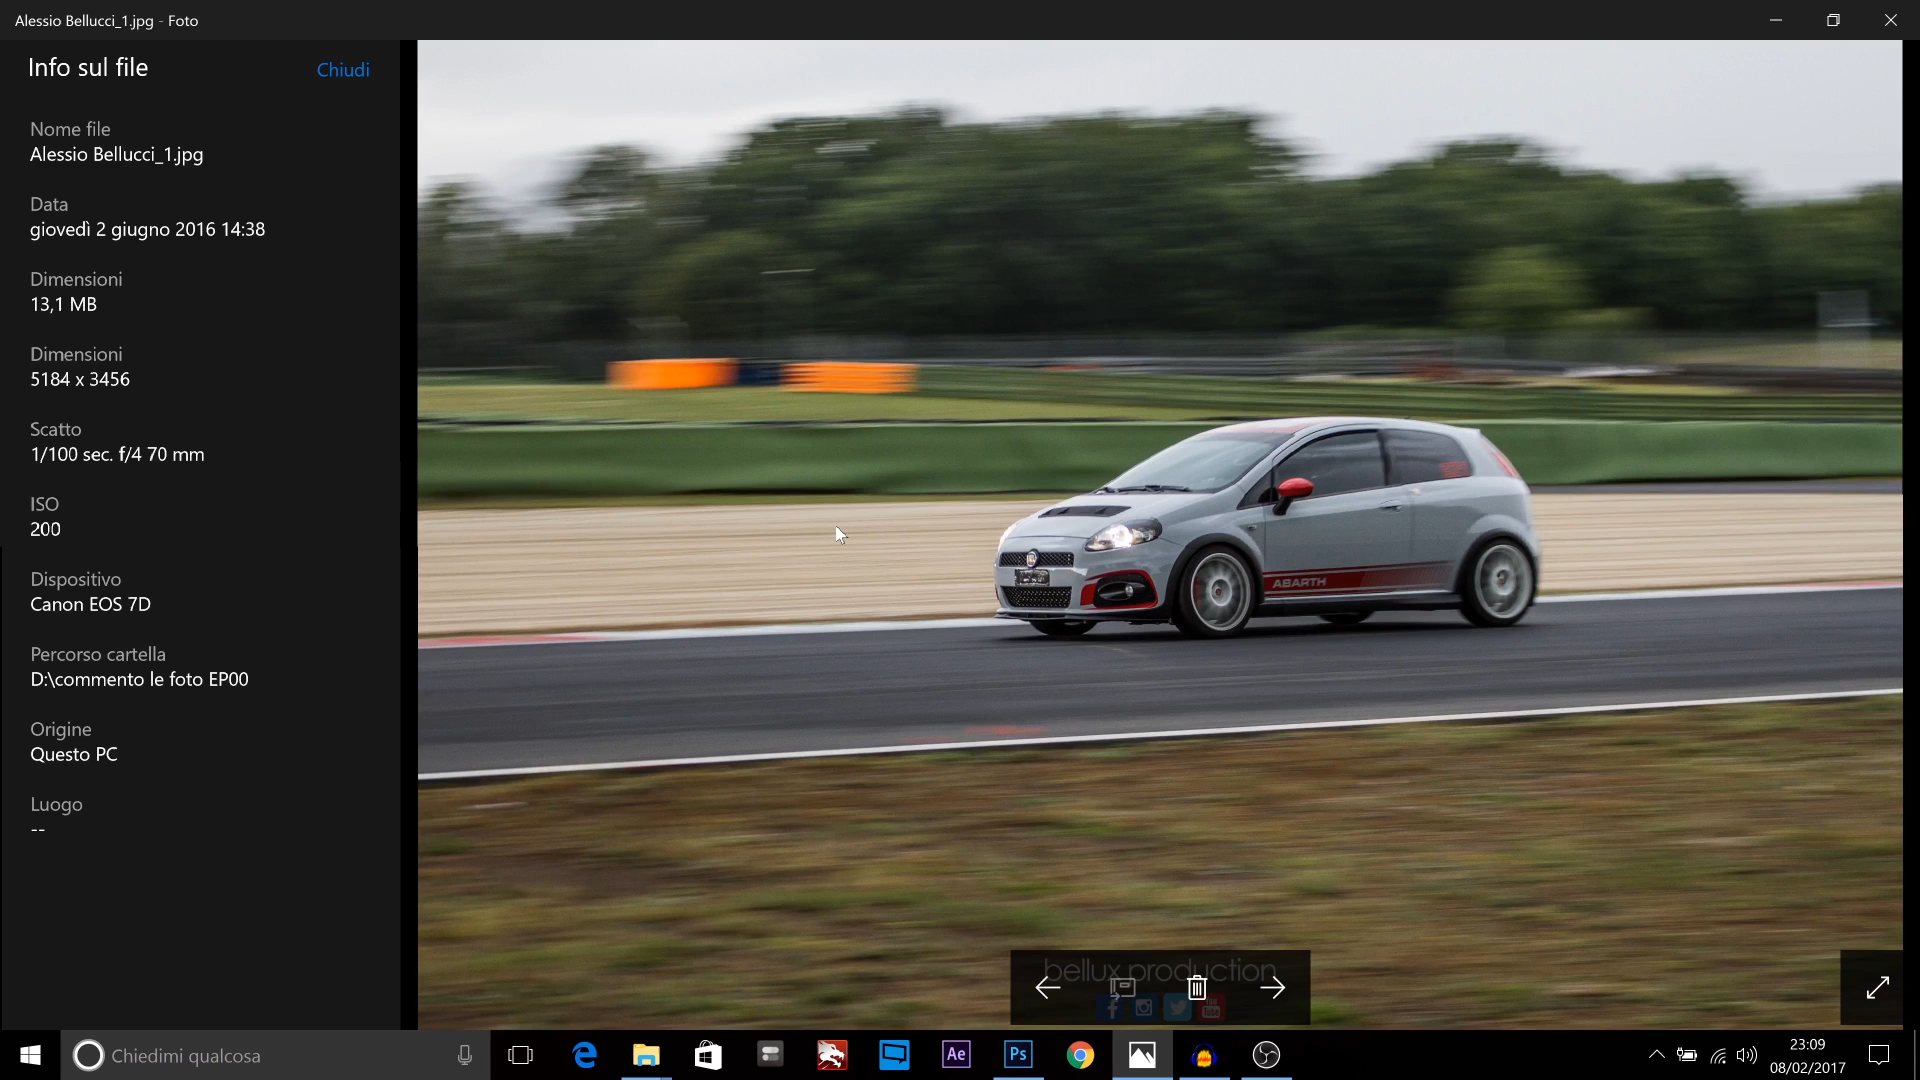 Alessio Bellucci_1.jpg - Foto
Info sul file
Chiudi
Nome file
Alessio Bellucci_1.jpg
Data
giovedì 2 giugno 2016 14:38
Dimensioni
13,1 MB
Dimensioni
5184 x 3456
Scatto
1/100 sec. f/4 70 mm
ISO
200
Dispositivo
Canon EOS 7D
Percorso cartella
D:\commento le foto EP00
Origine
Questo PC
Luogo
--
ABARTH
bellux production
Chiedimi qualcosa
Ae
Ps
23:09
08/02/2017